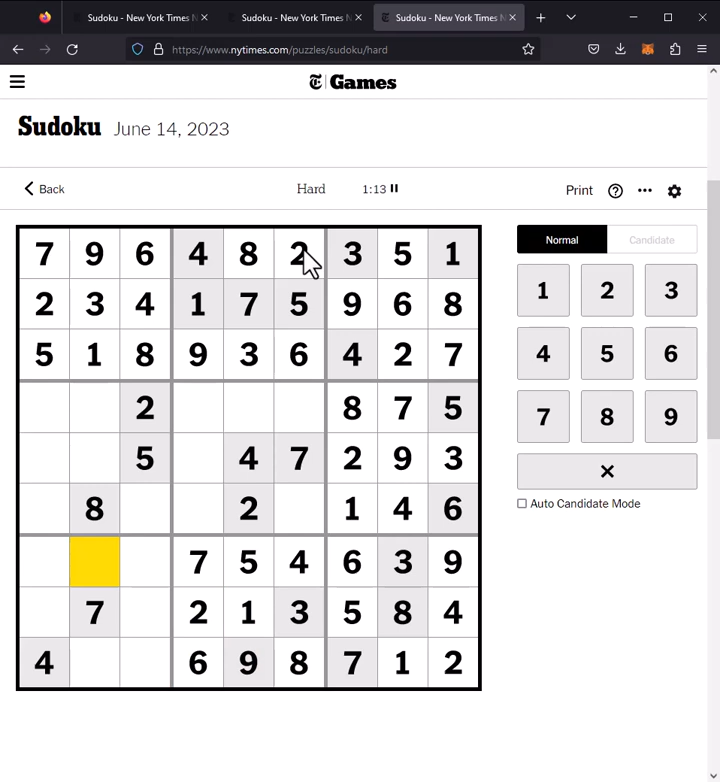 Sudoku - New York Times N
Sudoku - New York Times N
Sudoku - New York Times N
https://www.nytimes.com/puzzles/sudoku/hard
Games
Sudoku June 14, 2023
Back Hard 1:13 Print
Normal Candidate
7 9 6 4 8 2 3 5 1
2 3 4 1 7 5 9 6 8
5 1 8 9 3 6 4 2 7
2 8 7 5
5 4 7 2 9 3
8 2 1 4 6
7 5 4 6 3 9
7 2 1 3 5 8 4
4 6 9 8 7 1 2
1 2 3
4 5 6
7 8 9
Auto Candidate Mode